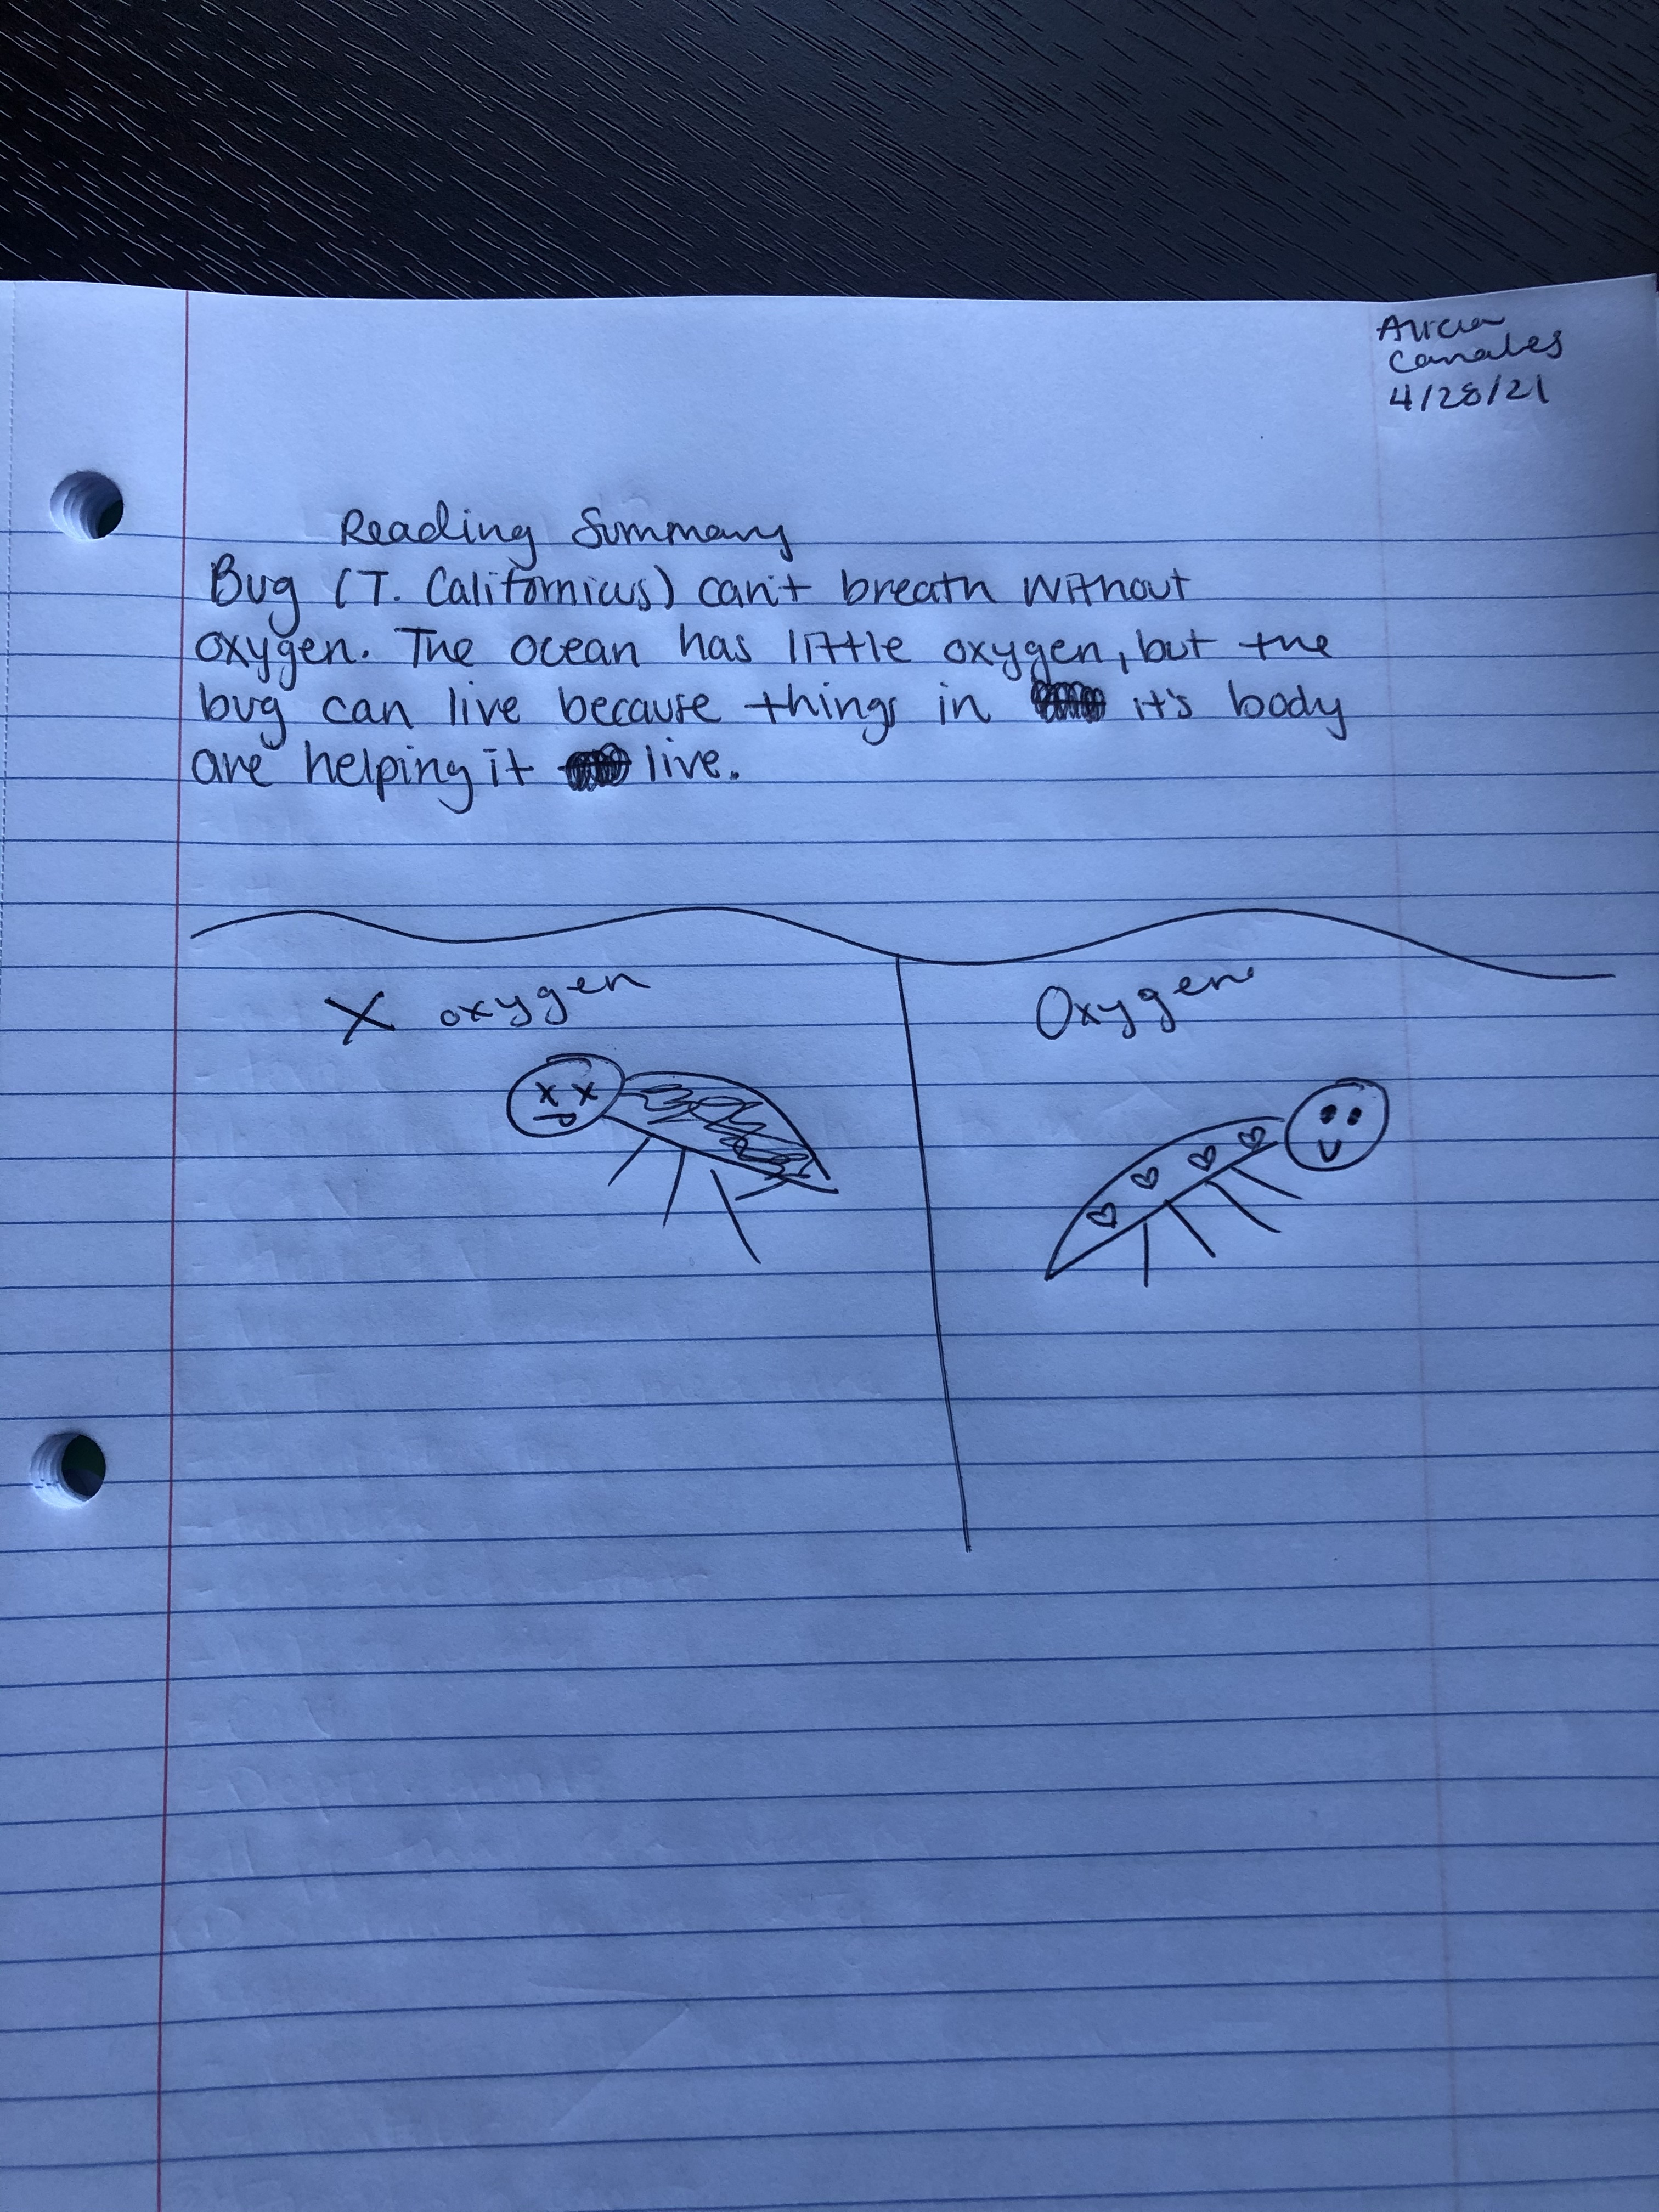 Alicia
Canales
4/28/21
Reading Summary
Bug (T. Californicus) can't breath without
oxygen. The ocean has little oxygen, but the
bug can live because things in it's body
are helping it live.
X oxygen
Oxygen